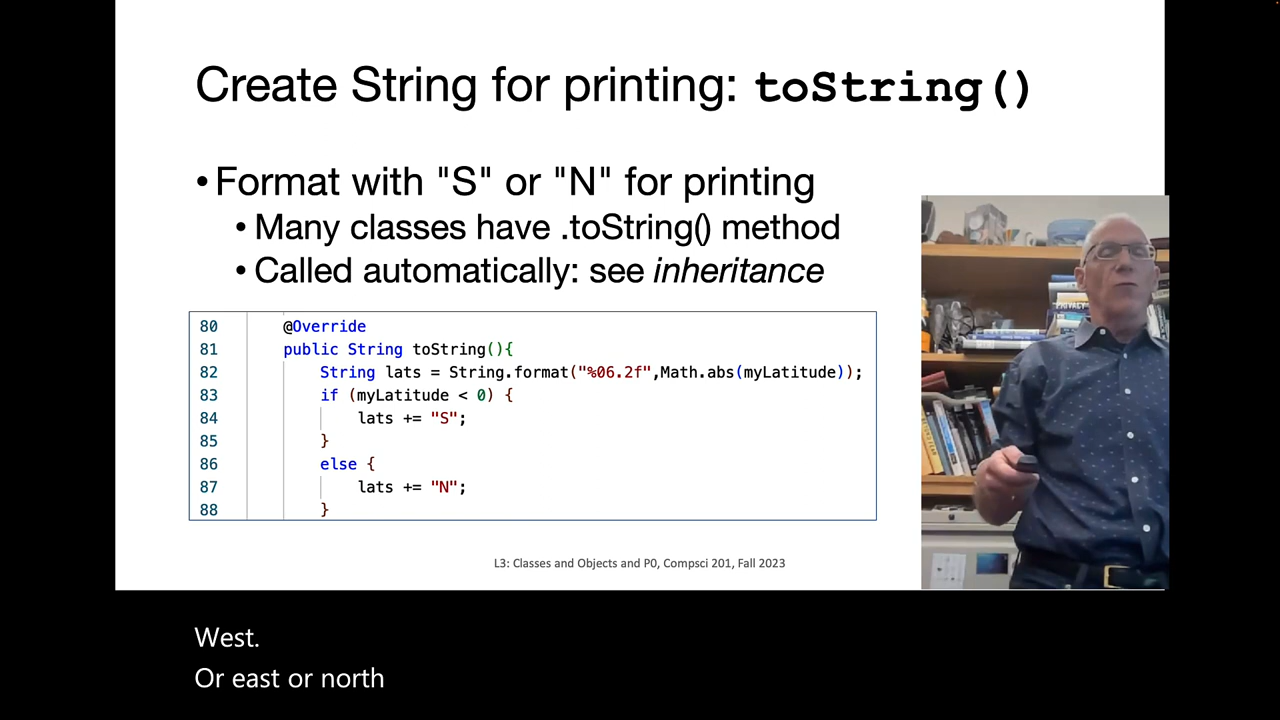 Create String for printing: toString()
•Format with "S" or "N" for printing
• Many classes have .toString() method
• Called automatically: see inheritance
80 @Override
81 public String toString(){
82 String lats = String.format("%06.2f",Math.abs(myLatitude));
83 if (myLatitude < 0) {
84 lats += "S";
85 }
86 else {
87 lats += "N";
88 }
PRIVACY
L3: Classes and Objects and P0, Compsci 201, Fall 2023
West.
Or east or north